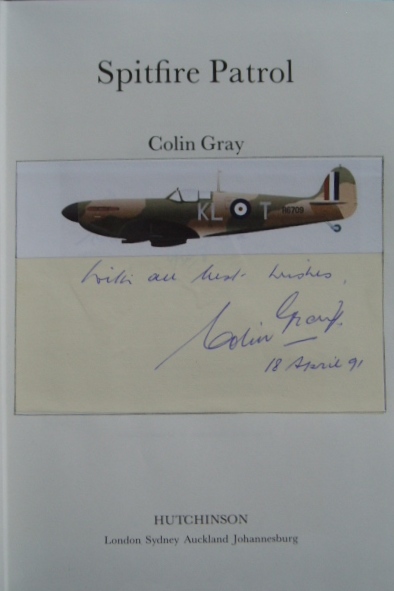 Spitfire Patrol
Colin Gray
KL T R6709
With all best wishes,
Colin Gray
18 April 91
HUTCHINSON
London Sydney Auckland Johannesburg